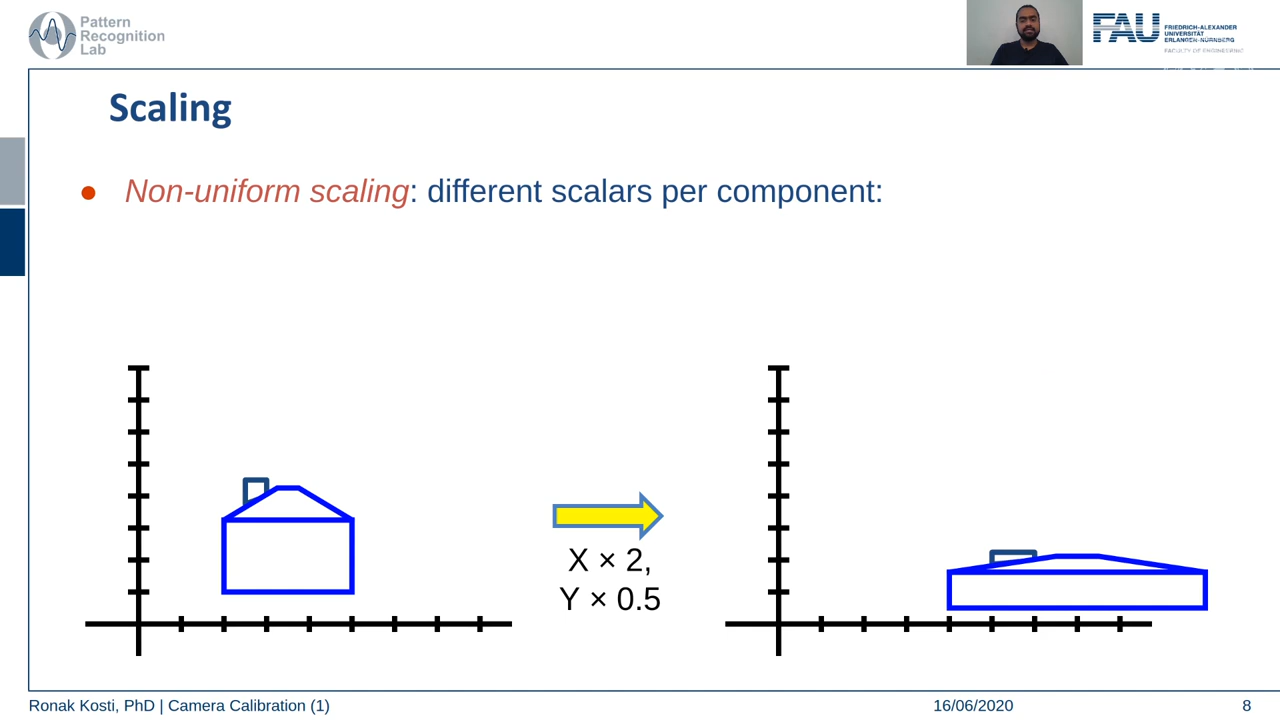 Pattern
Recognition
Lab
FAU
FRIEDRICH-ALEXANDER
UNIVERSITÄT
ERLANGEN-NÜRNBERG
FACULTY OF ENGINEERING
Scaling
● Non-uniform scaling: different scalars per component:
X × 2,
Y × 0.5
Ronak Kosti, PhD | Camera Calibration (1)
16/06/2020
8